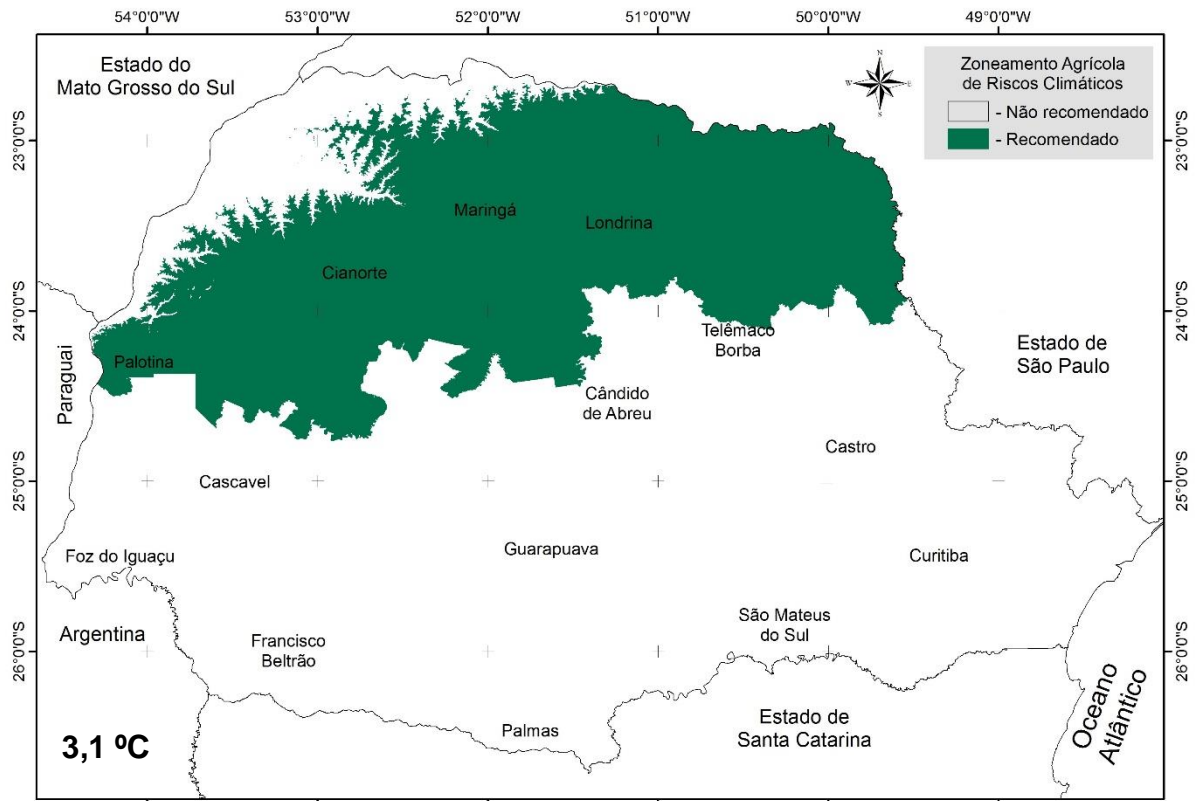 54°0'0"W
53°0'0"W
52°0'0"W
51°0'0"W
50°0'0"W
49°0'0"W
Estado do
Mato Grosso do Sul
N
W
E
S
Zoneamento Agrícola
de Riscos Climáticos
- Não recomendado
- Recomendado
23°0'0"S
23°0'0"S
Maringá
Londrina
Cianorte
24°0'0"S
24°0'0"S
Palotina
Telêmaco
Borba
Estado de
São Paulo
Paraguai
Cândido
de Abreu
Castro
Cascavel
25°0'0"S
25°0'0"S
Foz do Iguaçu
Guarapuava
Curitiba
Argentina
Francisco
Beltrão
São Mateus
do Sul
26°0'0"S
26°0'0"S
3,1 ºC
Palmas
Estado de
Santa Catarina
Oceano
Atlântico